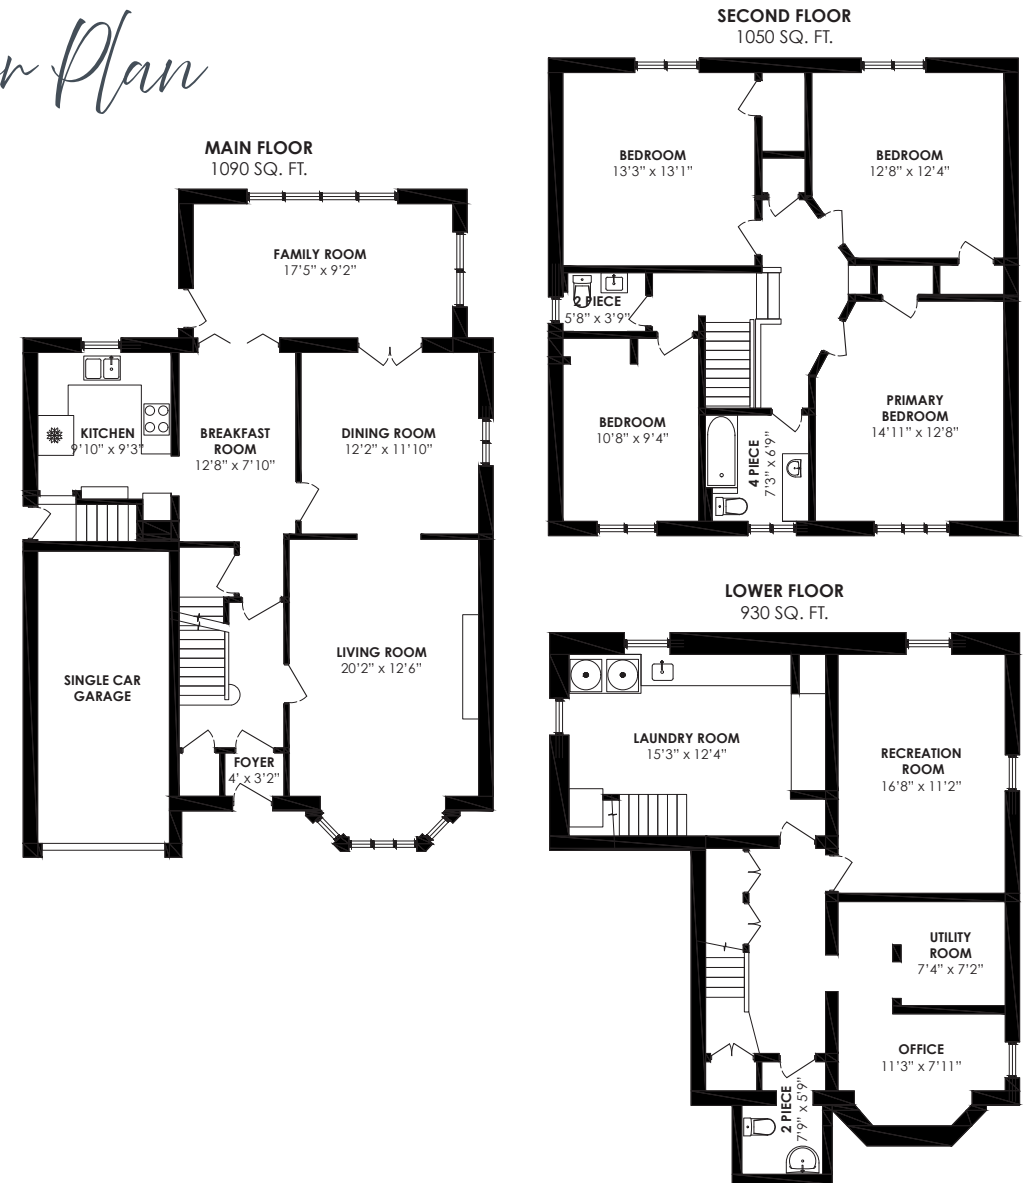 r Plan
MAIN FLOOR
1090 SQ. FT.
FAMILY ROOM
17'5" x 9'2"
KITCHEN
9'10" x 9'3"
BREAKFAST
ROOM
12'8" x 7'10"
DINING ROOM
12'2" x 11'10"
LIVING ROOM
20'2" x 12'6"
SINGLE CAR
GARAGE
FOYER
4' x 3'2"
SECOND FLOOR
1050 SQ. FT.
BEDROOM
13'3" x 13'1"
BEDROOM
12'8" x 12'4"
2 PIECE
5'8" x 3'9"
BEDROOM
10'8" x 9'4"
4 PIECE
7'3" x 6'9"
PRIMARY
BEDROOM
14'11" x 12'8"
LOWER FLOOR
930 SQ. FT.
LAUNDRY ROOM
15'3" x 12'4"
RECREATION
ROOM
16'8" x 11'2"
UTILITY
ROOM
7'4" x 7'2"
OFFICE
11'3" x 7'11"
2 PIECE
7'9" x 5'9"